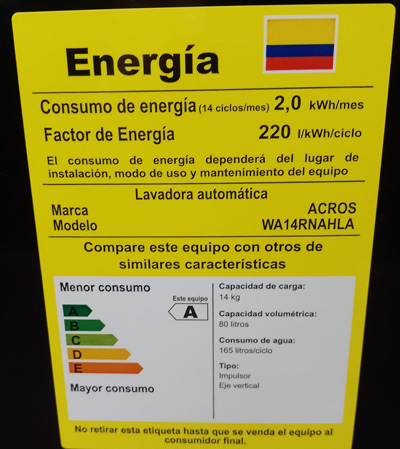 Energía
Consumo de energía (14 ciclos/mes) 2,0 kWh/mes
Factor de Energía 220 l/kWh/ciclo
El consumo de energía dependerá del lugar de
instalación, modo de uso y mantenimiento del equipo
Lavadora automática
Marca ACROS
Modelo WA14RNAHLA
Compare este equipo con otros de
similares características
Menor consumo
Este equipo
A
A
B
C
D
E
Mayor consumo
Capacidad de carga:
14 kg
Capacidad volumétrica:
80 litros
Consumo de agua:
165 litros/ciclo
Tipo:
Impulsor
Eje vertical
No retirar esta etiqueta hasta que se venda el equipo al
consumidor final.